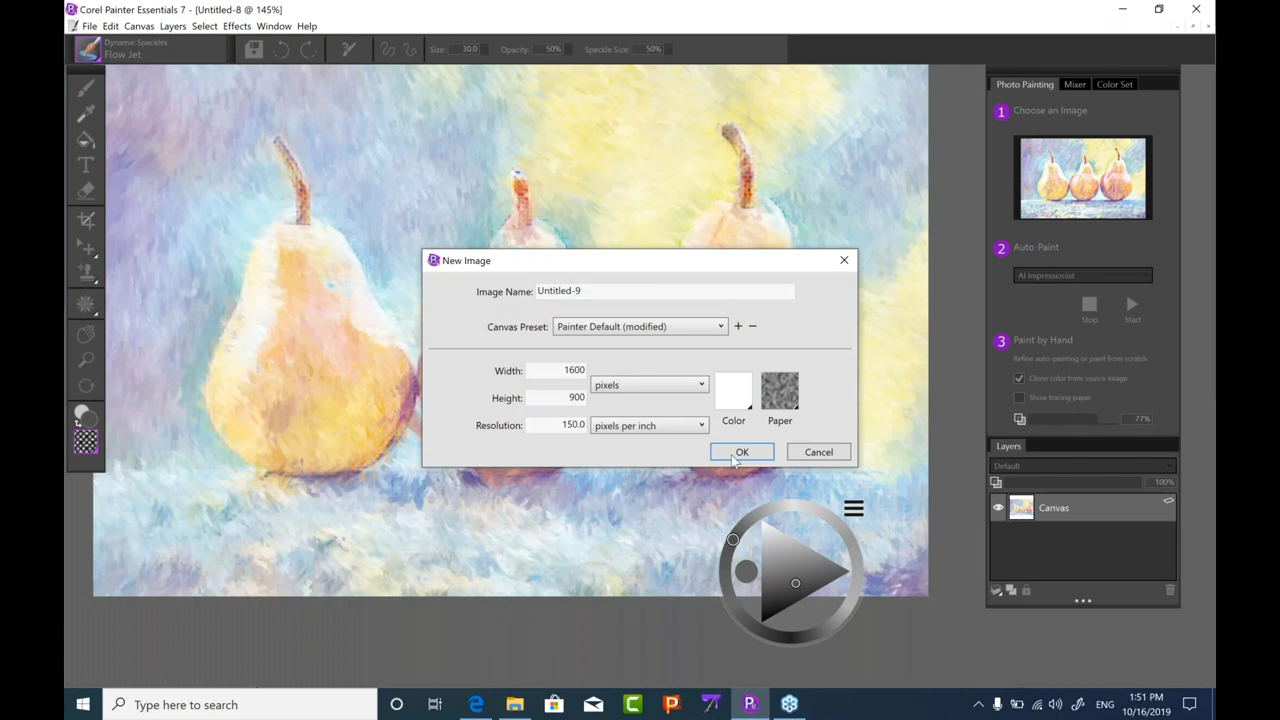 Corel Painter Essentials 7 - [Untitled-8 @ 145%]
File Edit Canvas Layers Select Effects Window Help
Dynamic Speckles
Flow Jet
Size: 30.0 Opacity: 50% Speckle Size: 50%
Photo Painting Mixer Color Set
1 Choose an Image
2 Auto-Paint
AI Impressionist
Stop Start
3 Paint by Hand
Refine auto-painting or paint from scratch
Clone color from source image
Show tracing paper
77%
Layers
Default
100%
Canvas
New Image
Image Name: Untitled-9
Canvas Preset: Painter Default (modified)
Width: 1600 pixels
Height: 900
Resolution: 150.0 pixels per inch
Color Paper
OK Cancel
Type here to search
ENG
1:51 PM
10/16/2019